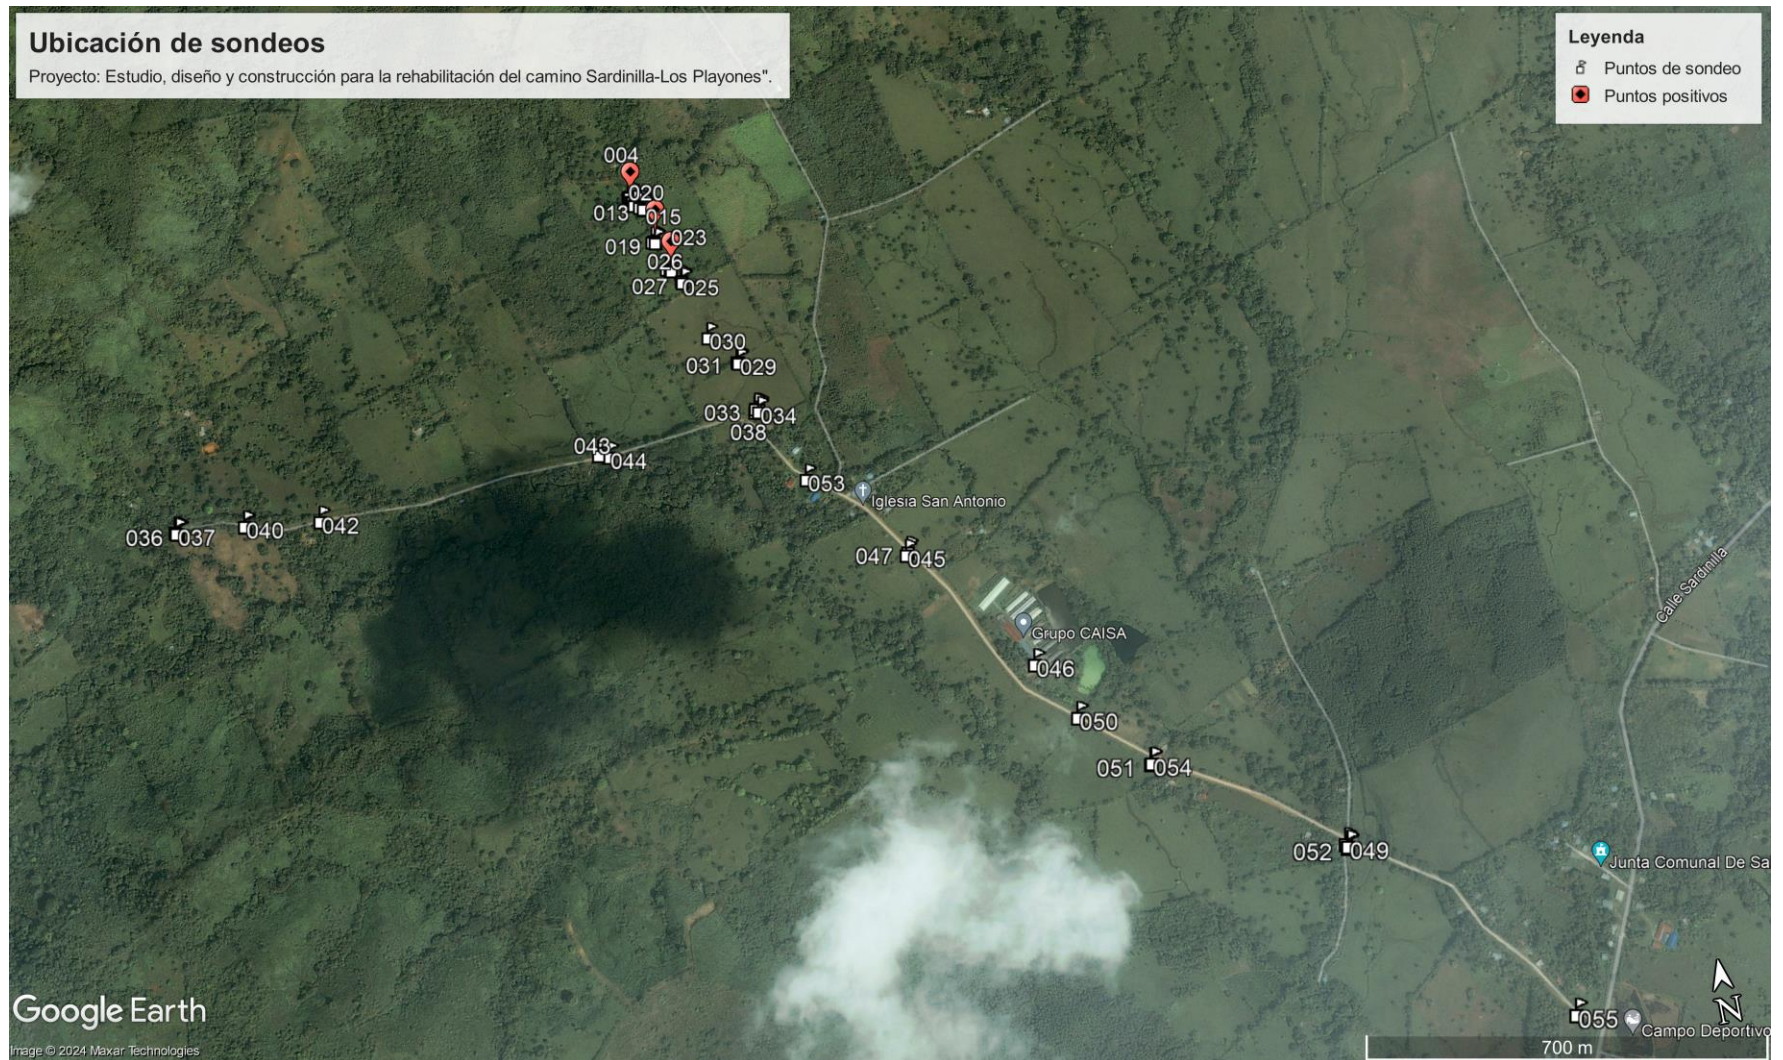 Ubicación de sondeos
Proyecto: Estudio, diseño y construcción para la rehabilitación del camino Sardinilla-Los Playones".
Leyenda
Puntos de sondeo
Puntos positivos
004
020
013
015
019
023
026
027
025
030
031
029
033
034
038
043
044
053
Iglesia San Antonio
036
037
040
042
047
045
Calle Sardinilla
Grupo CAISA
046
050
051
054
052
049
Junta Comunal De Sa
N
055
Campo Deportivo
700 m
Google Earth
Image © 2024 Maxar Technologies